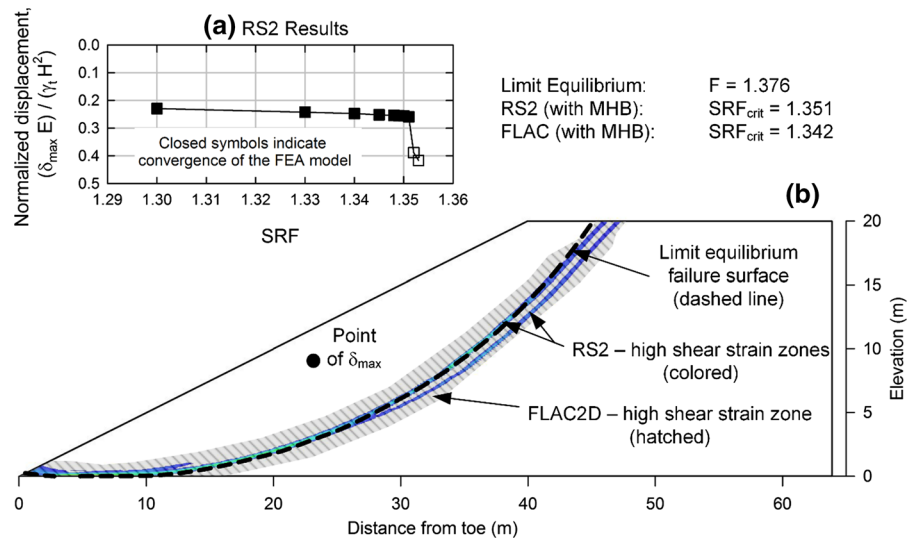 (a) RS2 Results
Normalized displacement,
(δmax E) / (γt H²)
0.0
0.1
0.2
0.3
0.4
0.5
Closed symbols indicate
convergence of the FEA model
1.29 1.30 1.31 1.32 1.33 1.34 1.35 1.36
SRF
Limit Equilibrium: F = 1.376
RS2 (with MHB): SRFcrit = 1.351
FLAC (with MHB): SRFcrit = 1.342
(b)
Limit equilibrium
failure surface
(dashed line)
Point
of δmax
RS2 – high shear strain zones
(colored)
FLAC2D – high shear strain zone
(hatched)
20
15
10
5
0
Elevation (m)
0 10 20 30 40 50 60
Distance from toe (m)